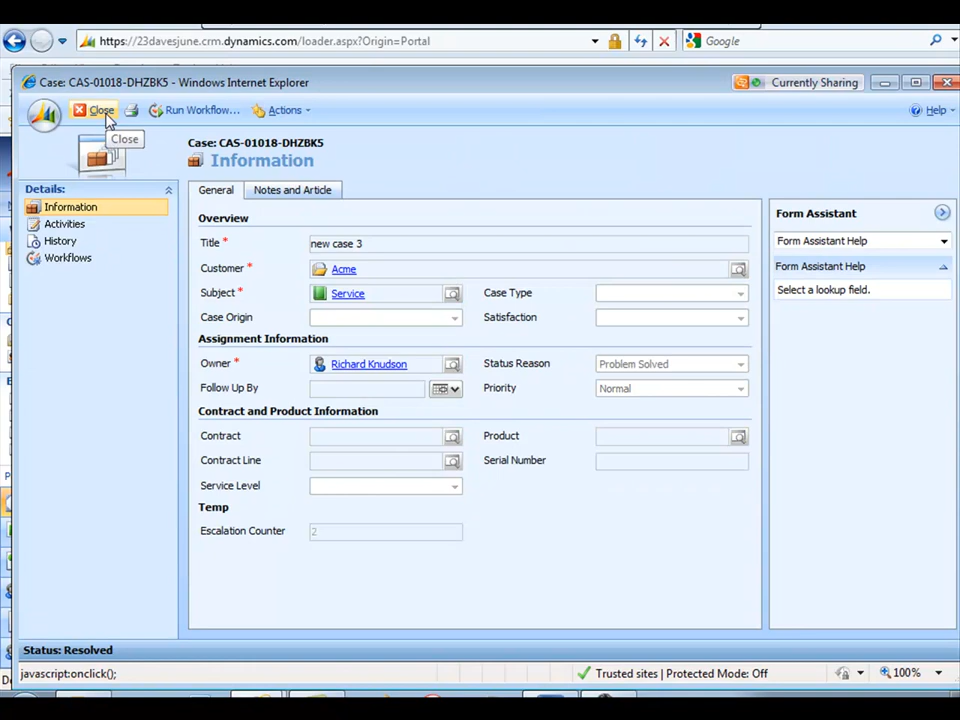 https://23davesjune.crm.dynamics.com/loader.aspx?Origin=Portal
Google
Case: CAS-01018-DHZBK5 - Windows Internet Explorer
Currently Sharing
Close
Run Workflow...
Actions
Help
Close
Case: CAS-01018-DHZBK5
Information
Details:
Information
Activities
History
Workflows
General
Notes and Article
Overview
Title *
new case 3
Customer *
Acme
Subject *
Service
Case Type
Case Origin
Satisfaction
Assignment Information
Owner *
Richard Knudson
Status Reason
Problem Solved
Follow Up By
Priority
Normal
Contract and Product Information
Contract
Product
Contract Line
Serial Number
Service Level
Temp
Escalation Counter
2
Form Assistant
Form Assistant Help
Form Assistant Help
Select a lookup field.
Status: Resolved
javascript:onclick();
Trusted sites | Protected Mode: Off
100%